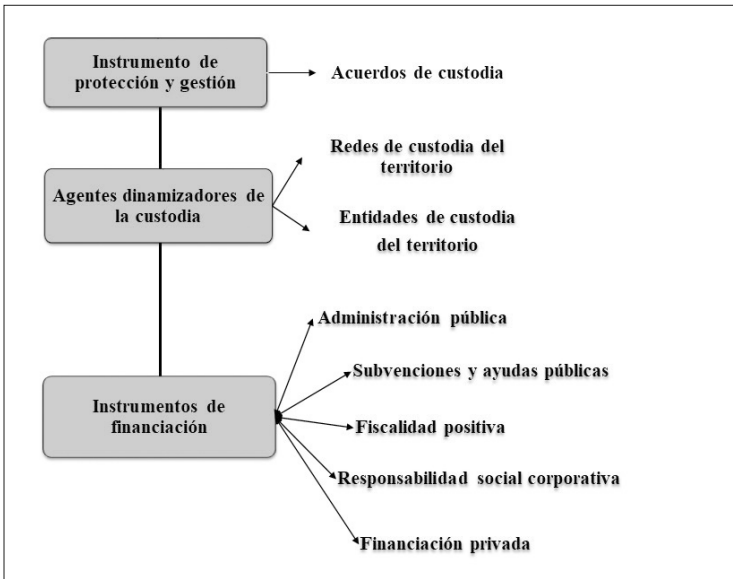 Instrumento de
protección y gestión
Acuerdos de custodia
Redes de custodia del
territorio
Agentes dinamizadores de
la custodia
Entidades de custodia
del territorio
Administración pública
Subvenciones y ayudas públicas
Instrumentos de
financiación
Fiscalidad positiva
Responsabilidad social corporativa
Financiación privada